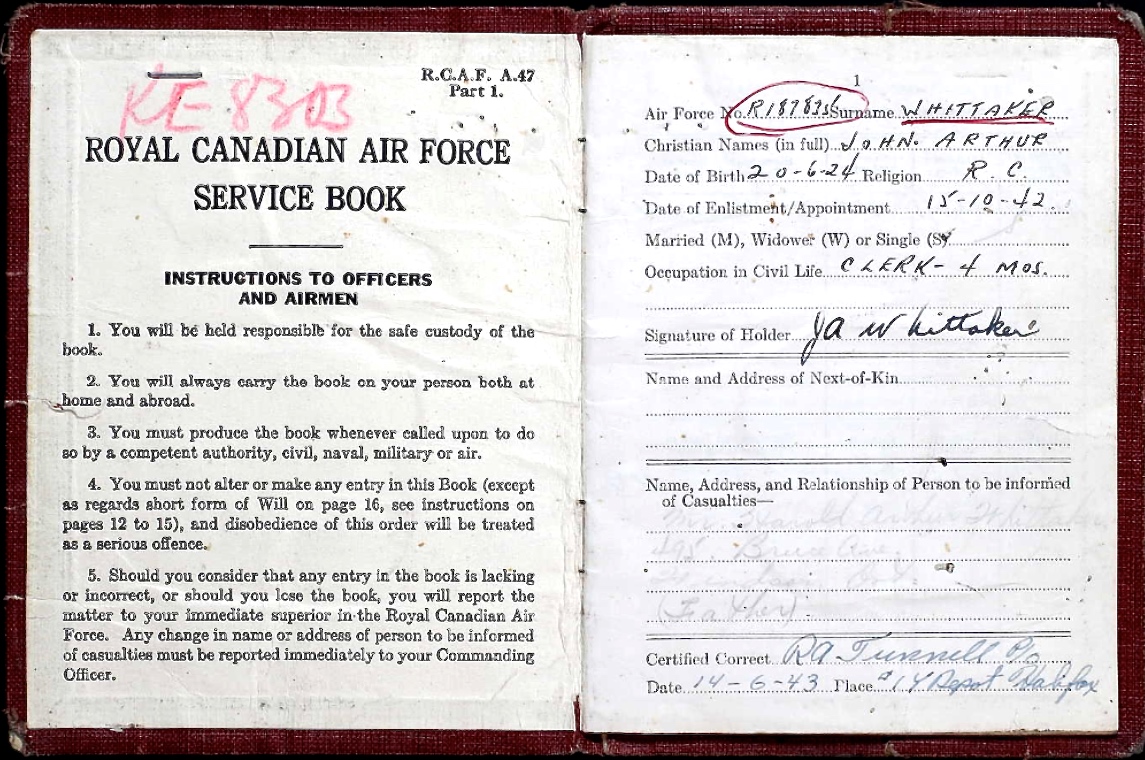 KE 8303
R.C.A.F. A.47
Part 1.
ROYAL CANADIAN AIR FORCE
SERVICE BOOK
INSTRUCTIONS TO OFFICERS
AND AIRMEN
1. You will be held responsible for the safe custody of the
book.
2. You will always carry the book on your person both at
home and abroad.
3. You must produce the book whenever called upon to do
so by a competent authority, civil, naval, military or air.
4. You must not alter or make any entry in this Book (except
as regards short form of Will on page 16, see instructions on
pages 12 to 15), and disobedience of this order will be treated
as a serious offence.
5. Should you consider that any entry in the book is lacking
or incorrect, or should you lose the book, you will report the
matter to your immediate superior in the Royal Canadian Air
Force. Any change in name or address of person to be informed
of casualties must be reported immediately to your Commanding
Officer.
1
Air Force No. Surname WHITTAKER
Christian Names (in full) JOHN. ARTHUR
Date of Birth 20-6-24 Religion R. C.
Date of Enlistment/Appointment 15-10-42.
Married (M), Widower (W) or Single (S)
Occupation in Civil Life CLERK - 4 MOS.
Signature of Holder JA Whittaker
Name and Address of Next-of-Kin
Name, Address, and Relationship of Person to be informed
of Casualties—
Mr. Harold Arthur Whittaker
495. Bruce Ave.
Windsor Ont.
(Father)
Certified Correct RA Tunnell P/O
Date 14-6-43 Place #1Y Depot Halifax